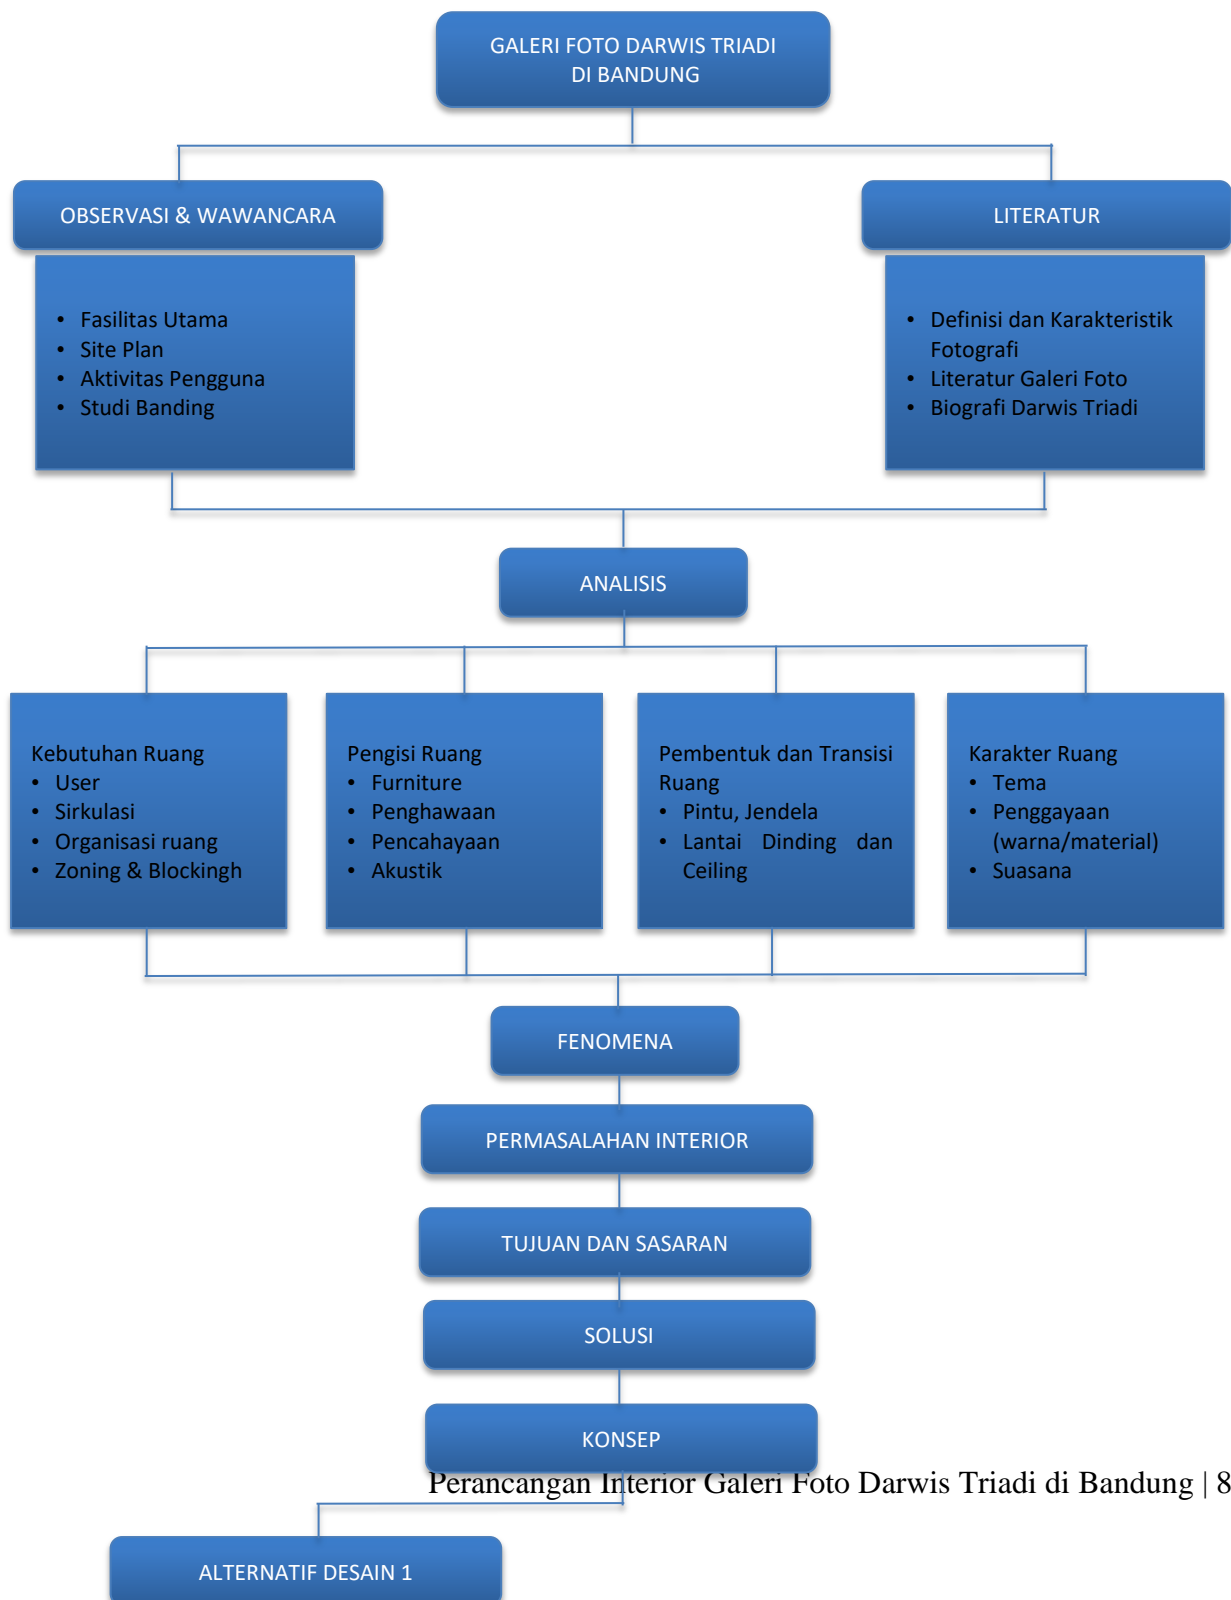 GALERI FOTO DARWIS TRIADI
DI BANDUNG
OBSERVASI & WAWANCARA
LITERATUR
• Fasilitas Utama
• Site Plan
• Aktivitas Pengguna
• Studi Banding
• Definisi dan Karakteristik
Fotografi
• Literatur Galeri Foto
• Biografi Darwis Triadi
ANALISIS
Kebutuhan Ruang
• User
• Sirkulasi
• Organisasi ruang
• Zoning & Blockingh
Pengisi Ruang
• Furniture
• Penghawaan
• Pencahayaan
• Akustik
Pembentuk dan Transisi
Ruang
• Pintu, Jendela
• Lantai Dinding dan
Ceiling
Karakter Ruang
• Tema
• Penggayaan
(warna/material)
• Suasana
FENOMENA
PERMASALAHAN INTERIOR
TUJUAN DAN SASARAN
SOLUSI
KONSEP
Perancangan Interior Galeri Foto Darwis Triadi di Bandung | 8
ALTERNATIF DESAIN 1